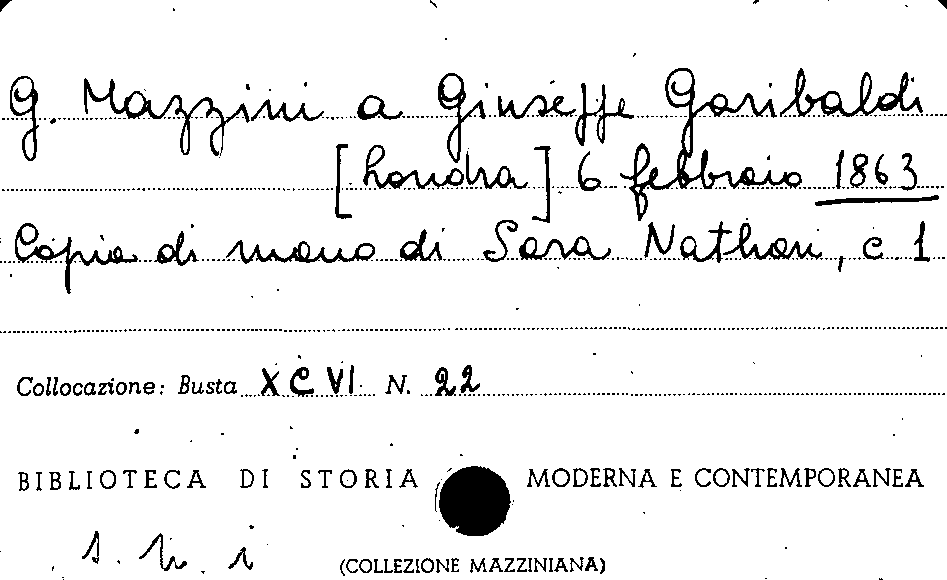 G. Mazzini a Giuseppe Garibaldi
[Londra] 6 febbraio 1863
Copia di mano di Sara Nathan, c. 1
Collocazione: Busta XCVI N. 22
BIBLIOTECA DI STORIA MODERNA E CONTEMPORANEA
s. n. i
(COLLEZIONE MAZZINIANA)